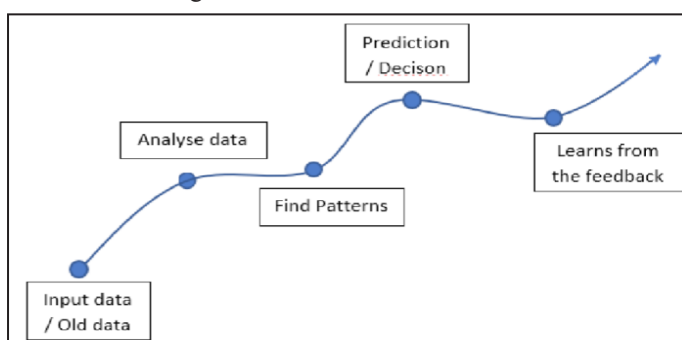 Prediction
/ Decison
Analyse data
Learns from
the feedback
Find Patterns
Input data
/ Old data